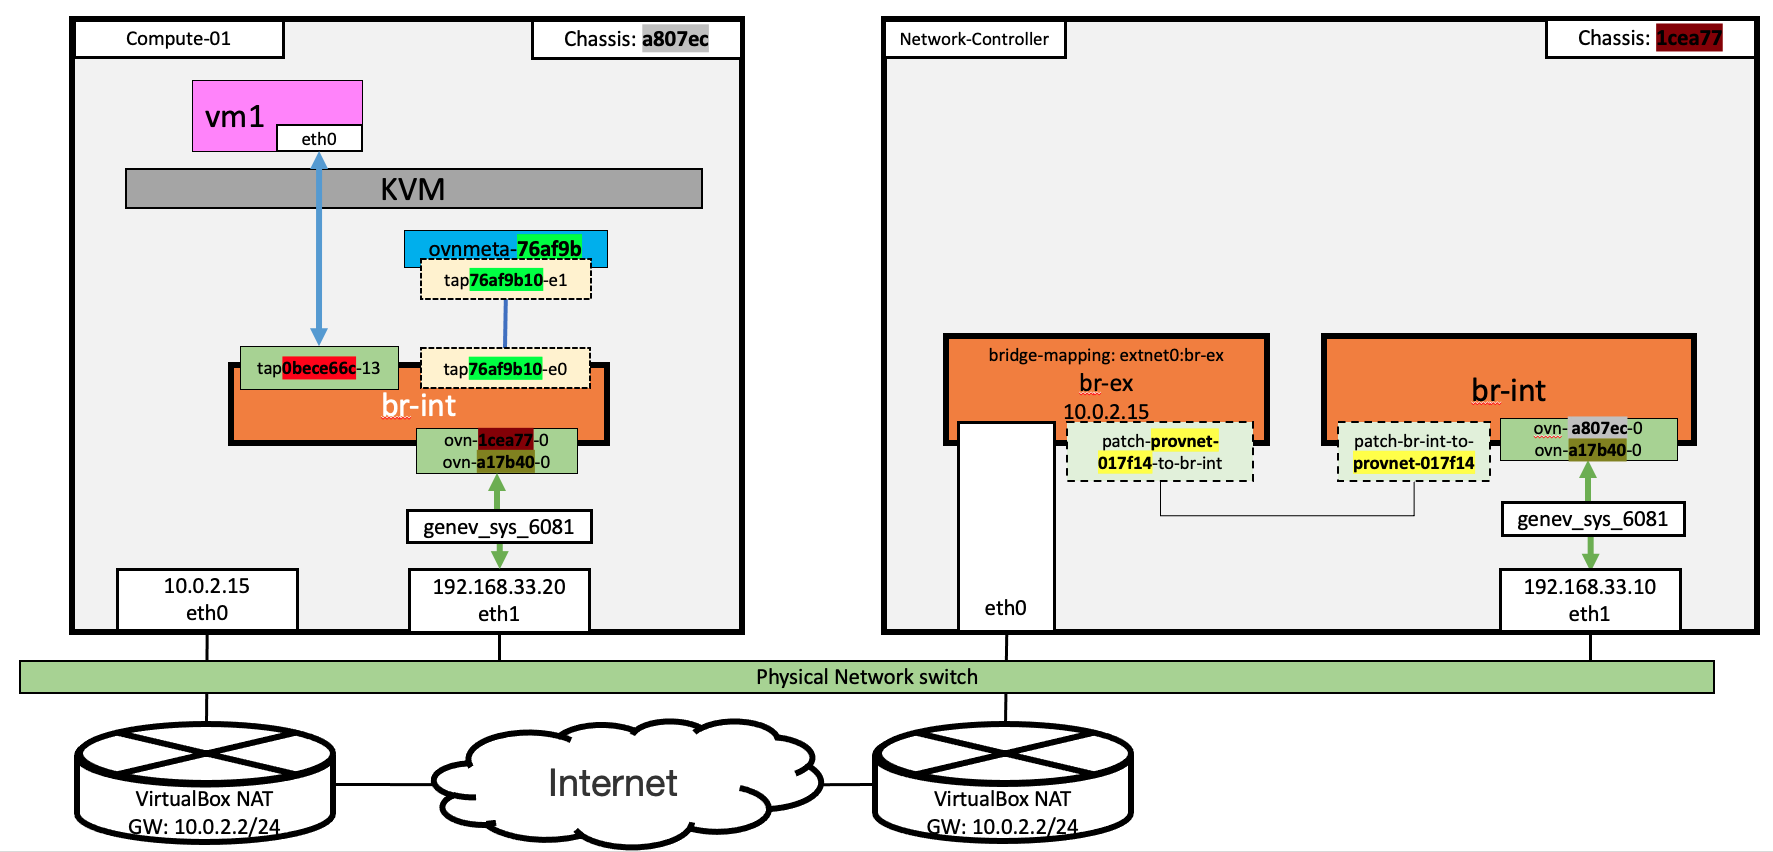 Compute-01
Chassis: a807ec
vm1
eth0
KVM
ovnmeta-76af9b
tap76af9b10-e1
tap0bece66c-13
tap76af9b10-e0
br-int
ovn-1cea77-0
ovn-a17b40-0
genev_sys_6081
10.0.2.15
eth0
192.168.33.20
eth1
Network-Controller
Chassis: 1cea77
bridge-mapping: extnet0:br-ex
br-ex
10.0.2.15
eth0
patch-provnet-
017f14-to-br-int
br-int
patch-br-int-to-
provnet-017f14
ovn- a807ec-0
ovn-a17b40-0
genev_sys_6081
192.168.33.10
eth1
Physical Network switch
VirtualBox NAT
GW: 10.0.2.2/24
Internet
VirtualBox NAT
GW: 10.0.2.2/24